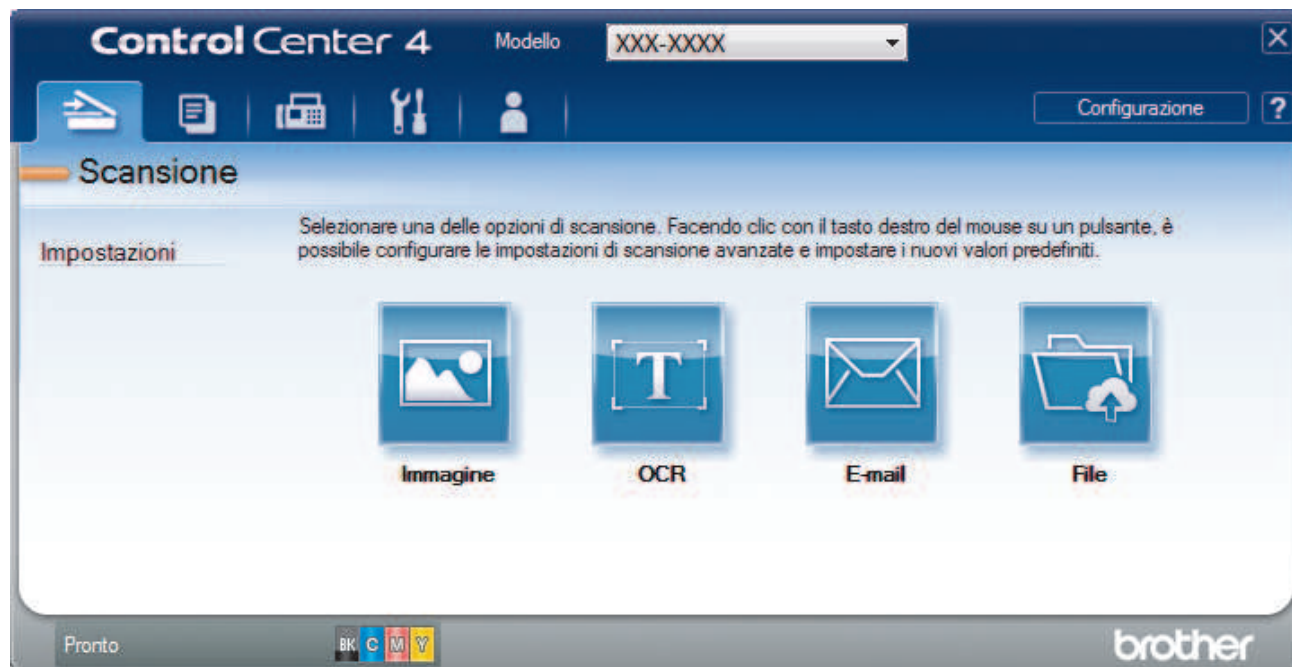 Control Center 4 Modello XXX-XXXX
Configurazione ?
Scansione
Impostazioni
Selezionare una delle opzioni di scansione. Facendo clic con il tasto destro del mouse su un pulsante, è
possibile configurare le impostazioni di scansione avanzate e impostare i nuovi valori predefiniti.
T
Immagine OCR E-mail File
Pronto BK C M Y brother